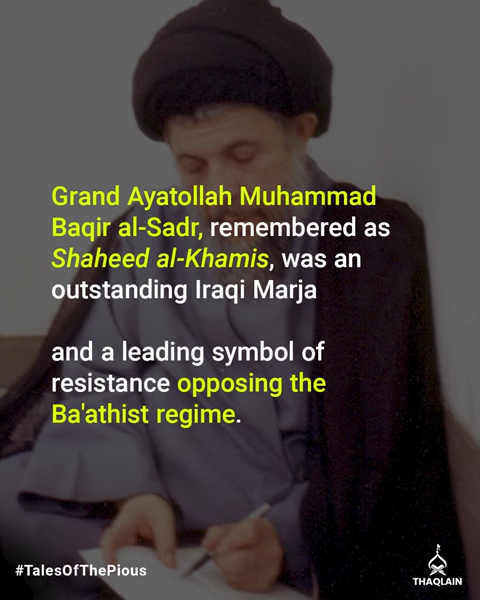 Grand Ayatollah Muhammad
Baqir al-Sadr, remembered as
Shaheed al-Khamis, was an
outstanding Iraqi Marja
and a leading symbol of
resistance opposing the
Ba'athist regime.
#TalesOfThePious
THAQLAIN